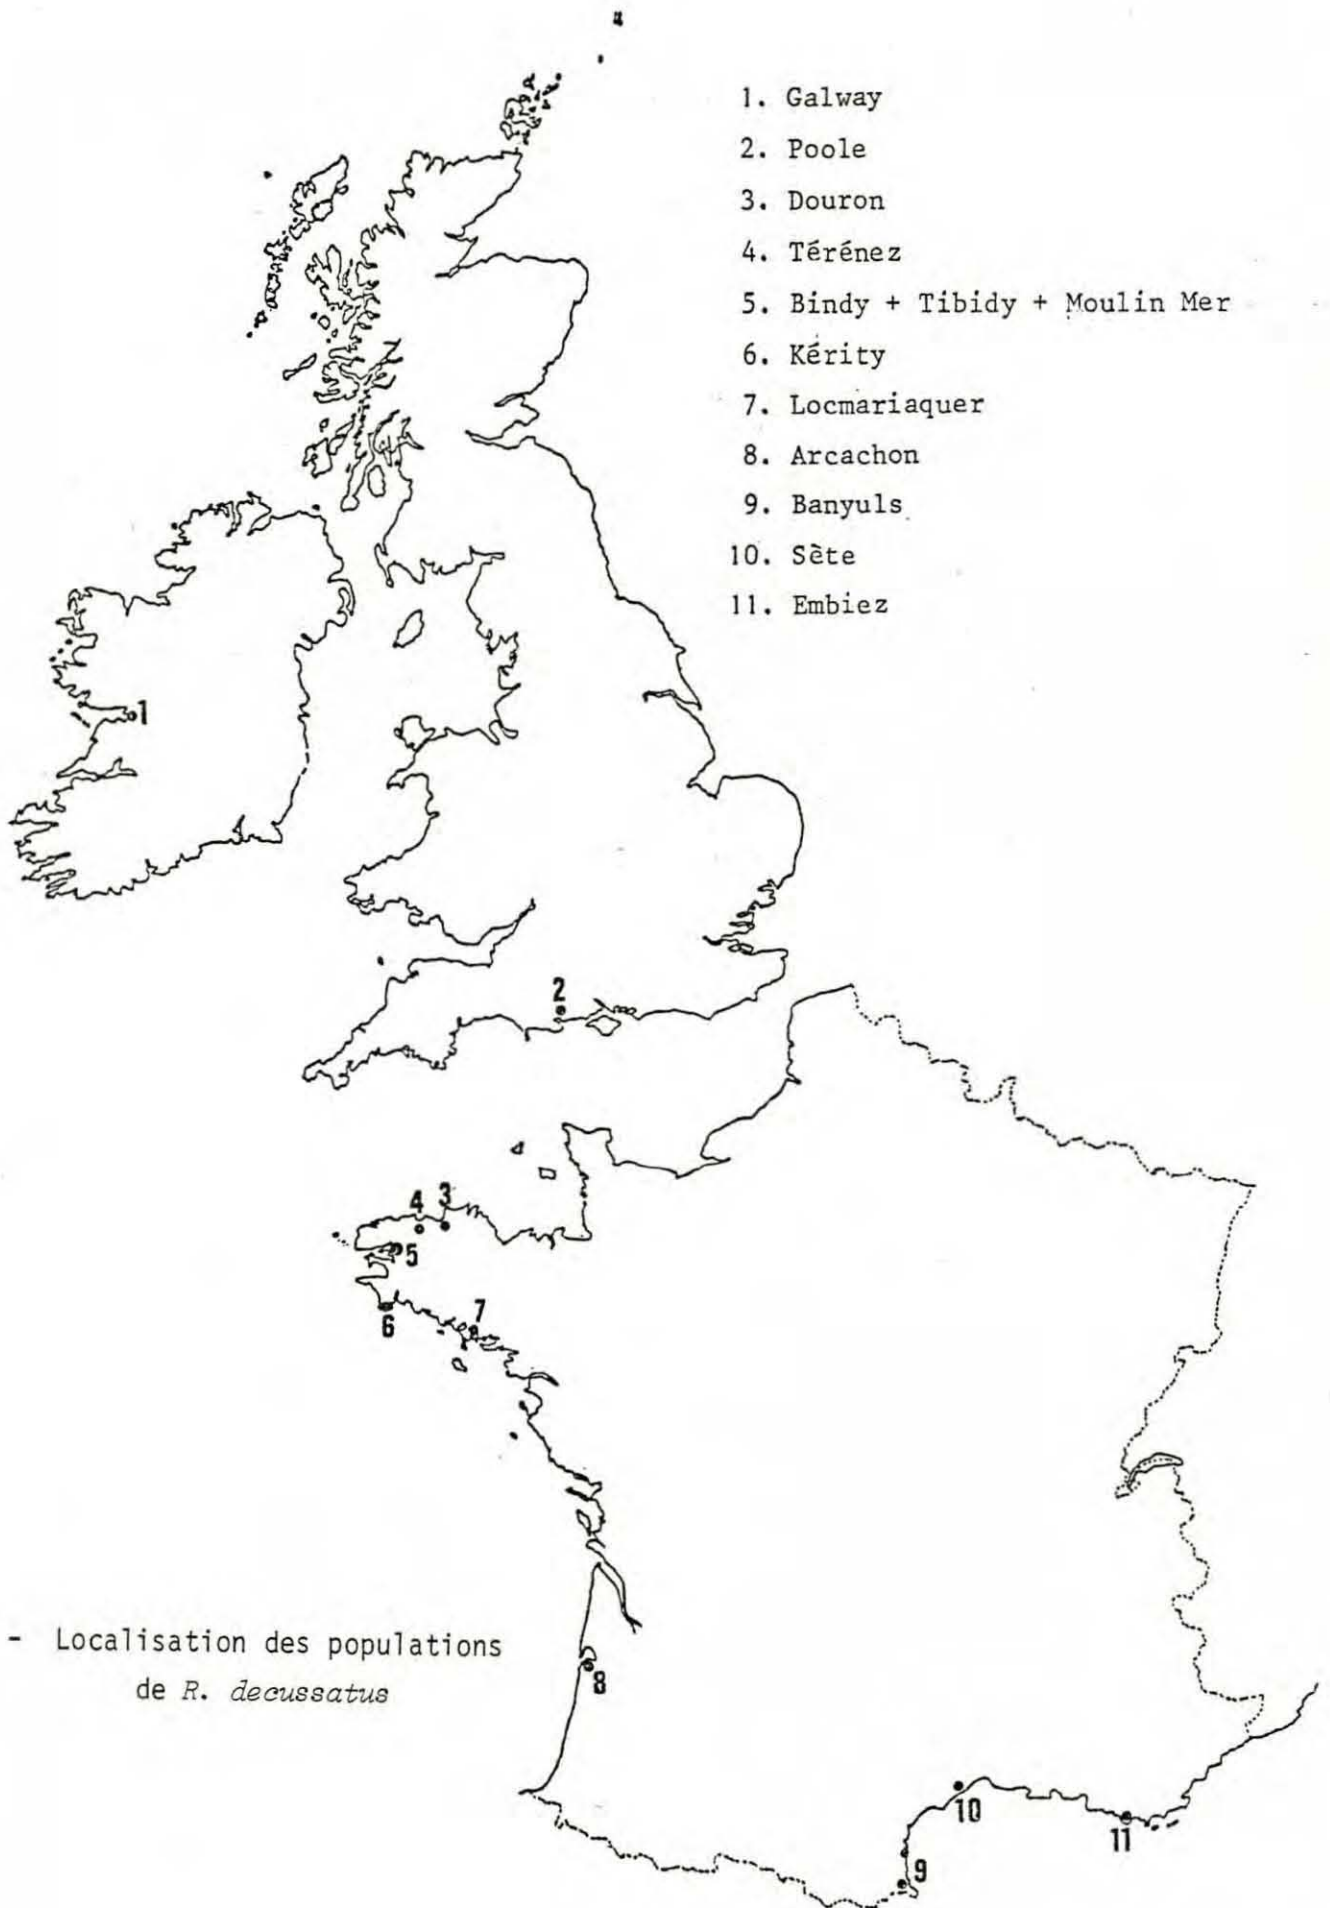 1. Galway
2. Poole
3. Douron
4. Térénez
5. Bindy + Tibidy + Moulin Mer
6. Kérity
7. Locmariaquer
8. Arcachon
9. Banyuls
10. Sète
11. Embiez
1
2
4 3
5
6
7
8
10
11
9
- Localisation des populations
de R. decussatus